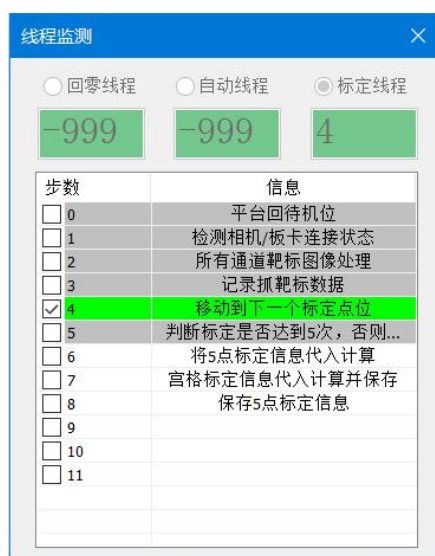 线程监测
回零线程 自动线程 标定线程
-999 -999 4
步数 信息
0 平台回待机位
1 检测相机/板卡连接状态
2 所有通道靶标图像处理
3 记录抓靶标数据
4 移动到下一个标定点位
5 判断标定是否达到5次，否则...
6 将5点标定信息代入计算
7 宫格标定信息代入计算并保存
8 保存5点标定信息
9
10
11